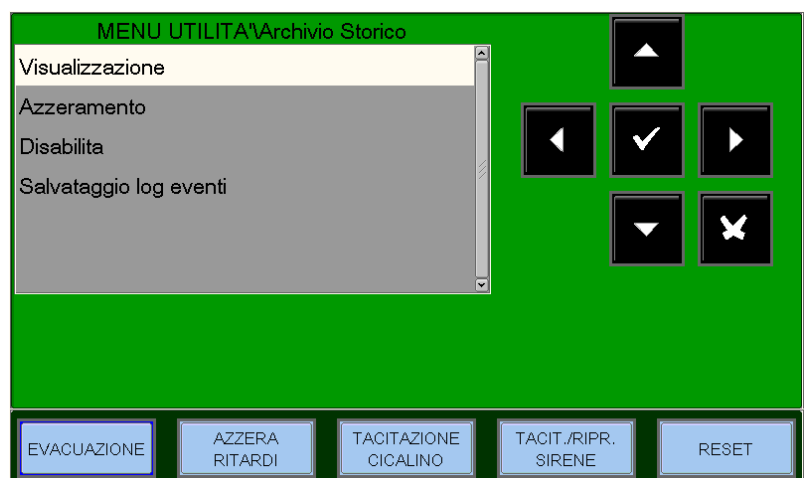 MENU UTILITA'\Archivio Storico
Visualizzazione
Azzeramento
Disabilita
Salvataggio log eventi
EVACUAZIONE
AZZERA
RITARDI
TACITAZIONE
CICALINO
TACIT./RIPR.
SIRENE
RESET